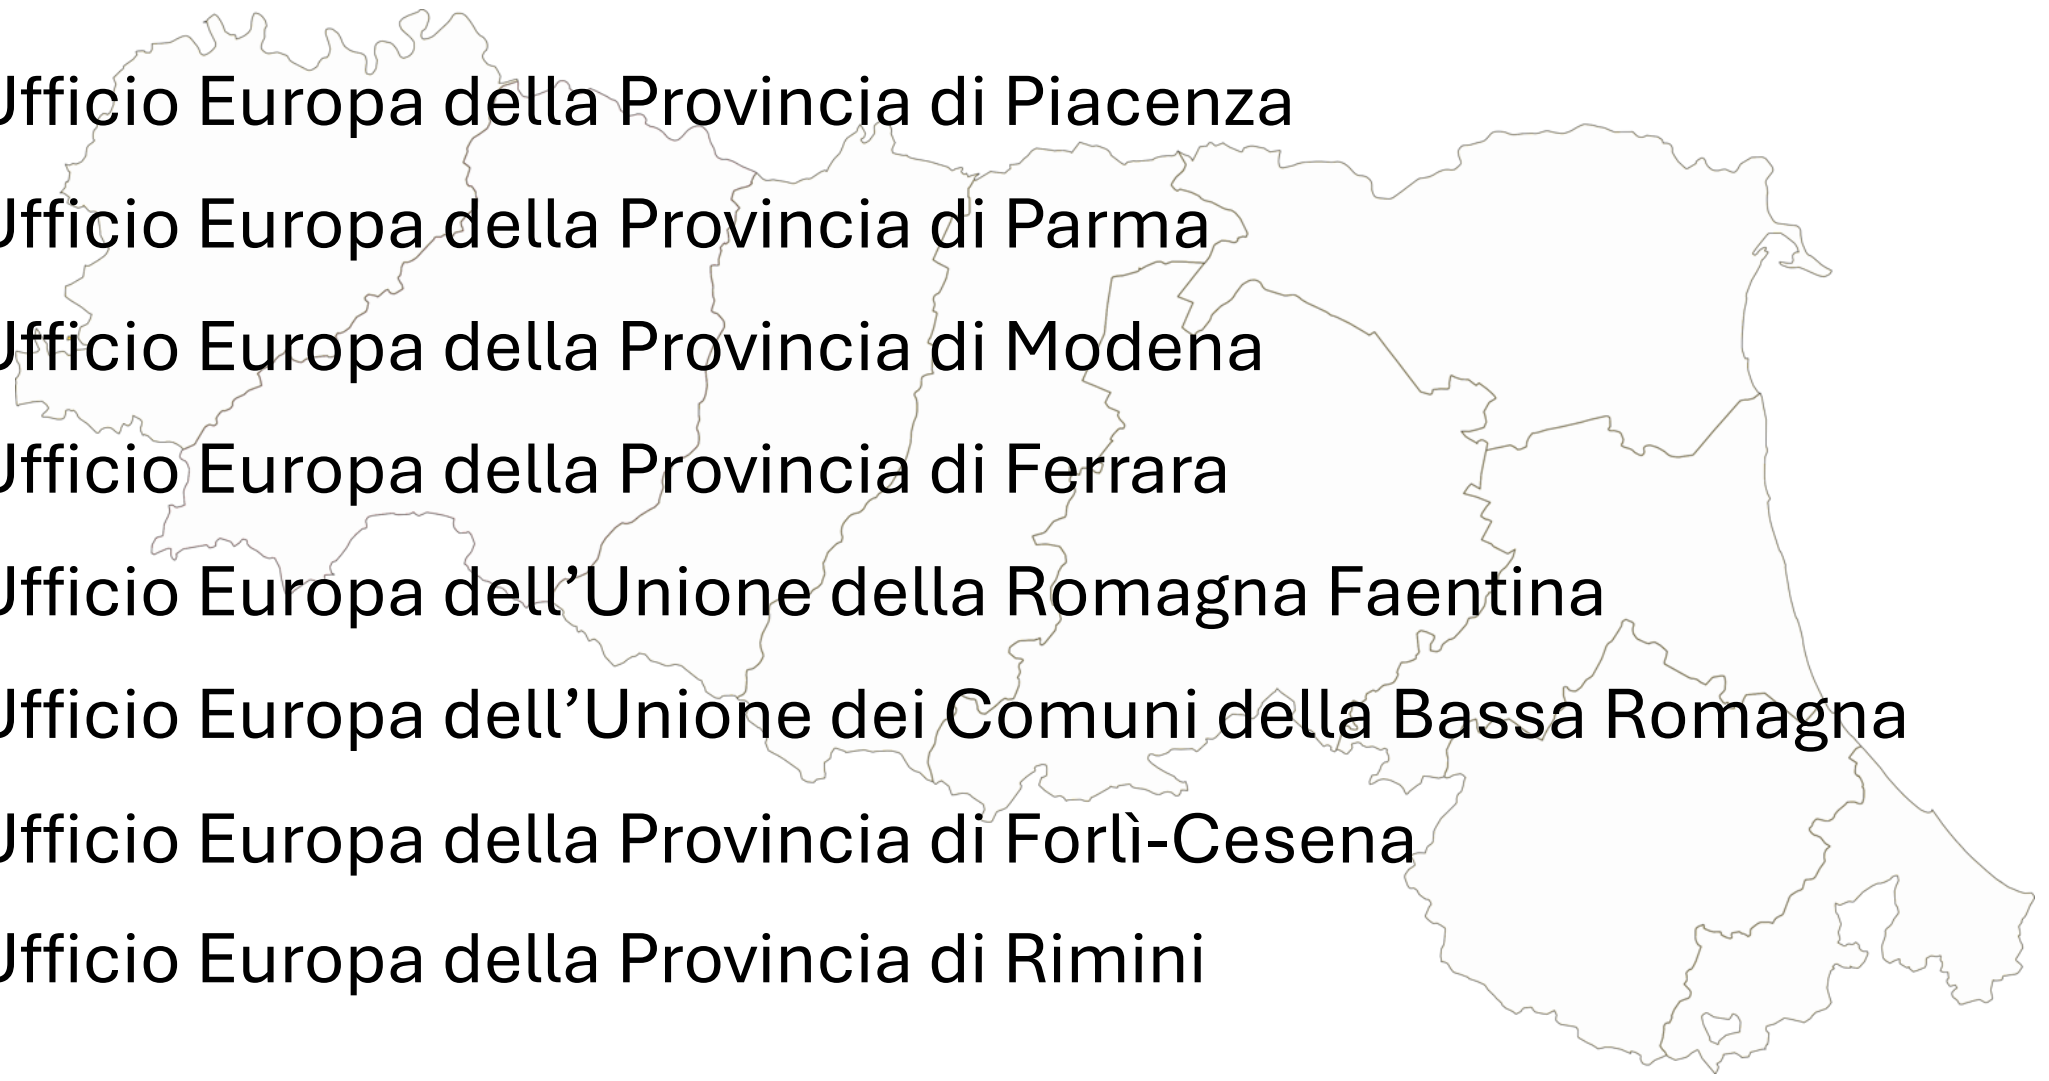 Ufficio Europa della Provincia di Piacenza
Ufficio Europa della Provincia di Parma
Ufficio Europa della Provincia di Modena
Ufficio Europa della Provincia di Ferrara
Ufficio Europa dell’Unione della Romagna Faentina
Ufficio Europa dell’Unione dei Comuni della Bassa Romagna
Ufficio Europa della Provincia di Forlì-Cesena
Ufficio Europa della Provincia di Rimini